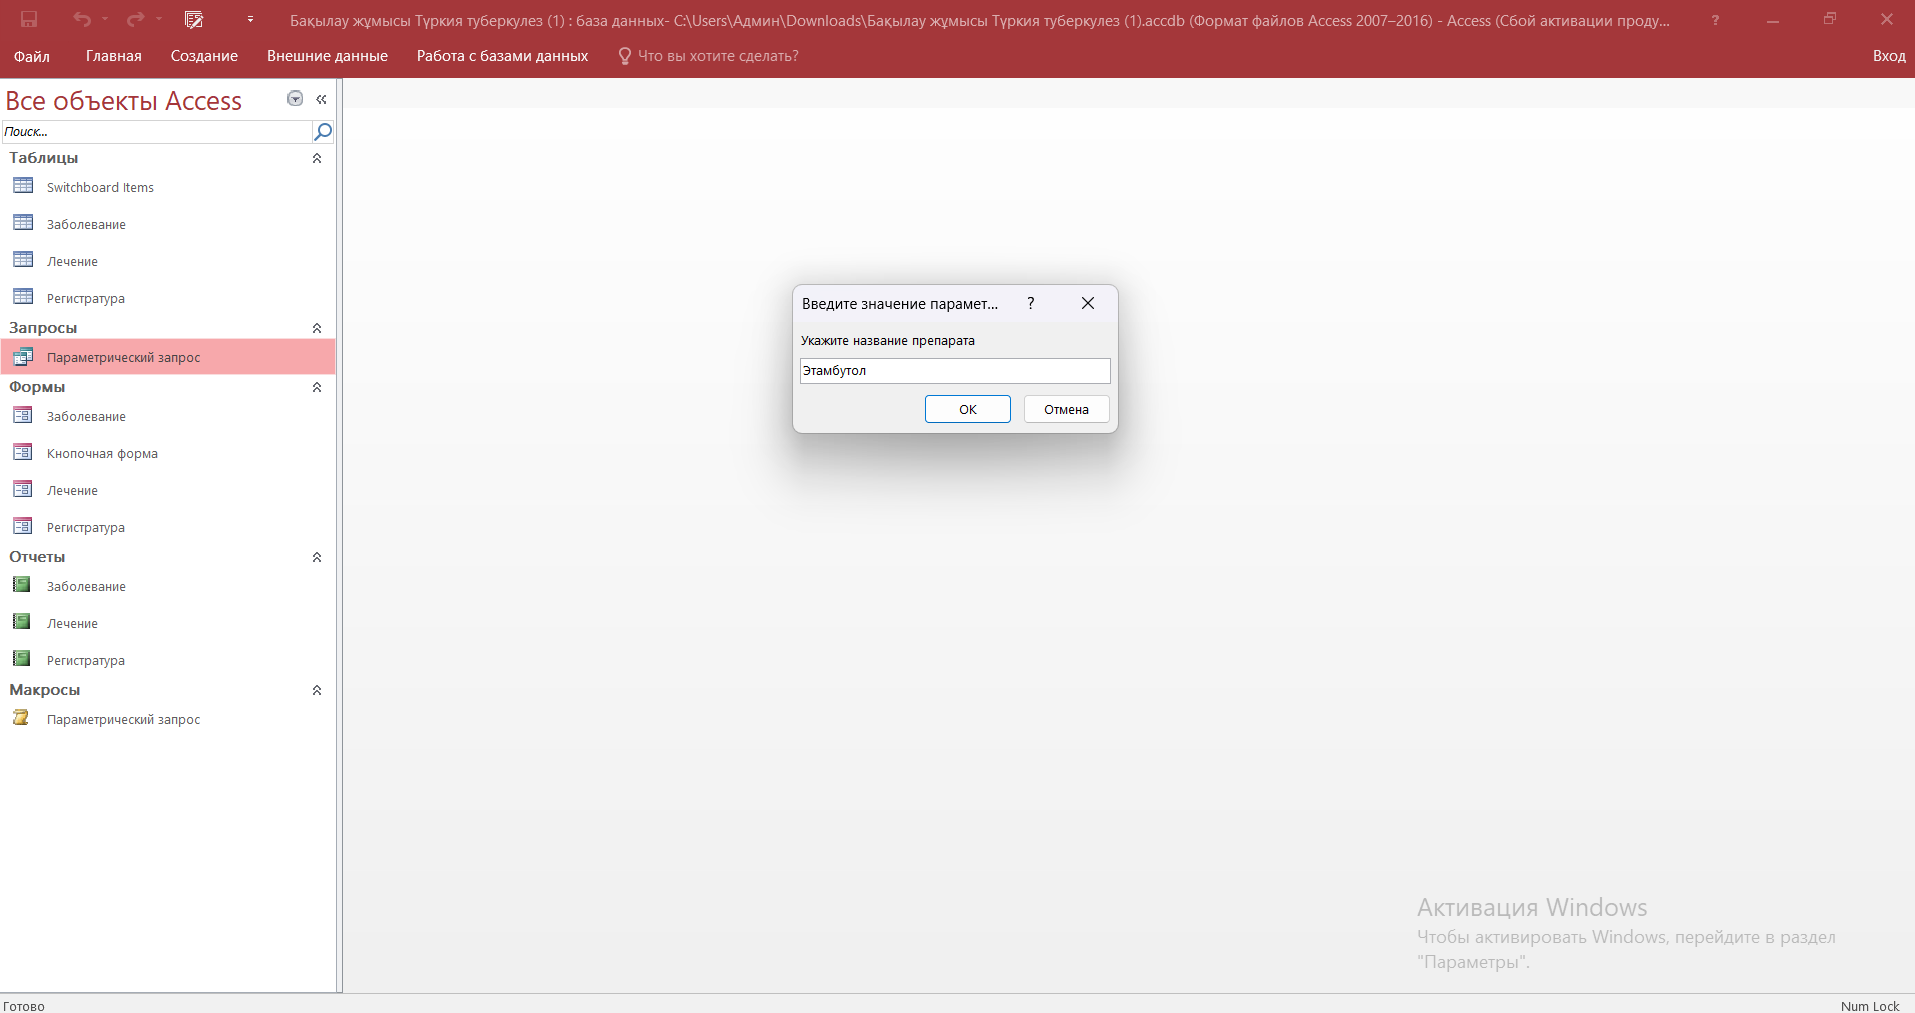 Бақылау жұмысы Түркия туберкулез (1) : база данных- C:\Users\Админ\Downloads\Бақылау жұмысы Түркия туберкулез (1).accdb (Формат файлов Access 2007–2016) - Access (Сбой активации проду...
?
Файл Главная Создание Внешние данные Работа с базами данных Что вы хотите сделать? Вход
Все объекты Access
Поиск...
Таблицы
Switchboard Items
Заболевание
Лечение
Регистратура
Запросы
Параметрический запрос
Формы
Заболевание
Кнопочная форма
Лечение
Регистратура
Отчеты
Заболевание
Лечение
Регистратура
Макросы
Параметрический запрос
Введите значение парамет... ?
Укажите название препарата
Этамбутол
ОК Отмена
Активация Windows
Чтобы активировать Windows, перейдите в раздел
"Параметры".
Готово Num Lock